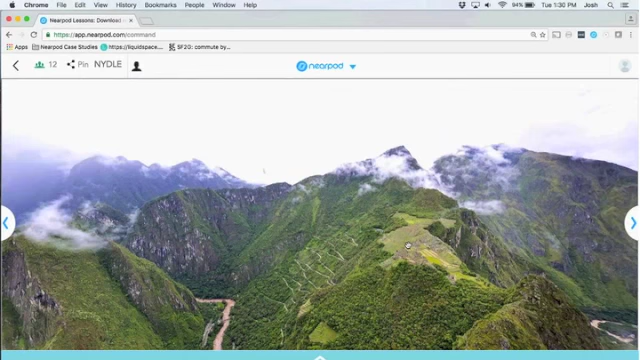 Chrome File Edit View History Bookmarks People Window Help 94% Tue 1:30 PM Josh
Nearpod Lessons: Download
https://app.nearpod.com/command
Apps Nearpod Case Studies https://liquidspace... SF20: commute by...
12 Pin NYDLE nearpod